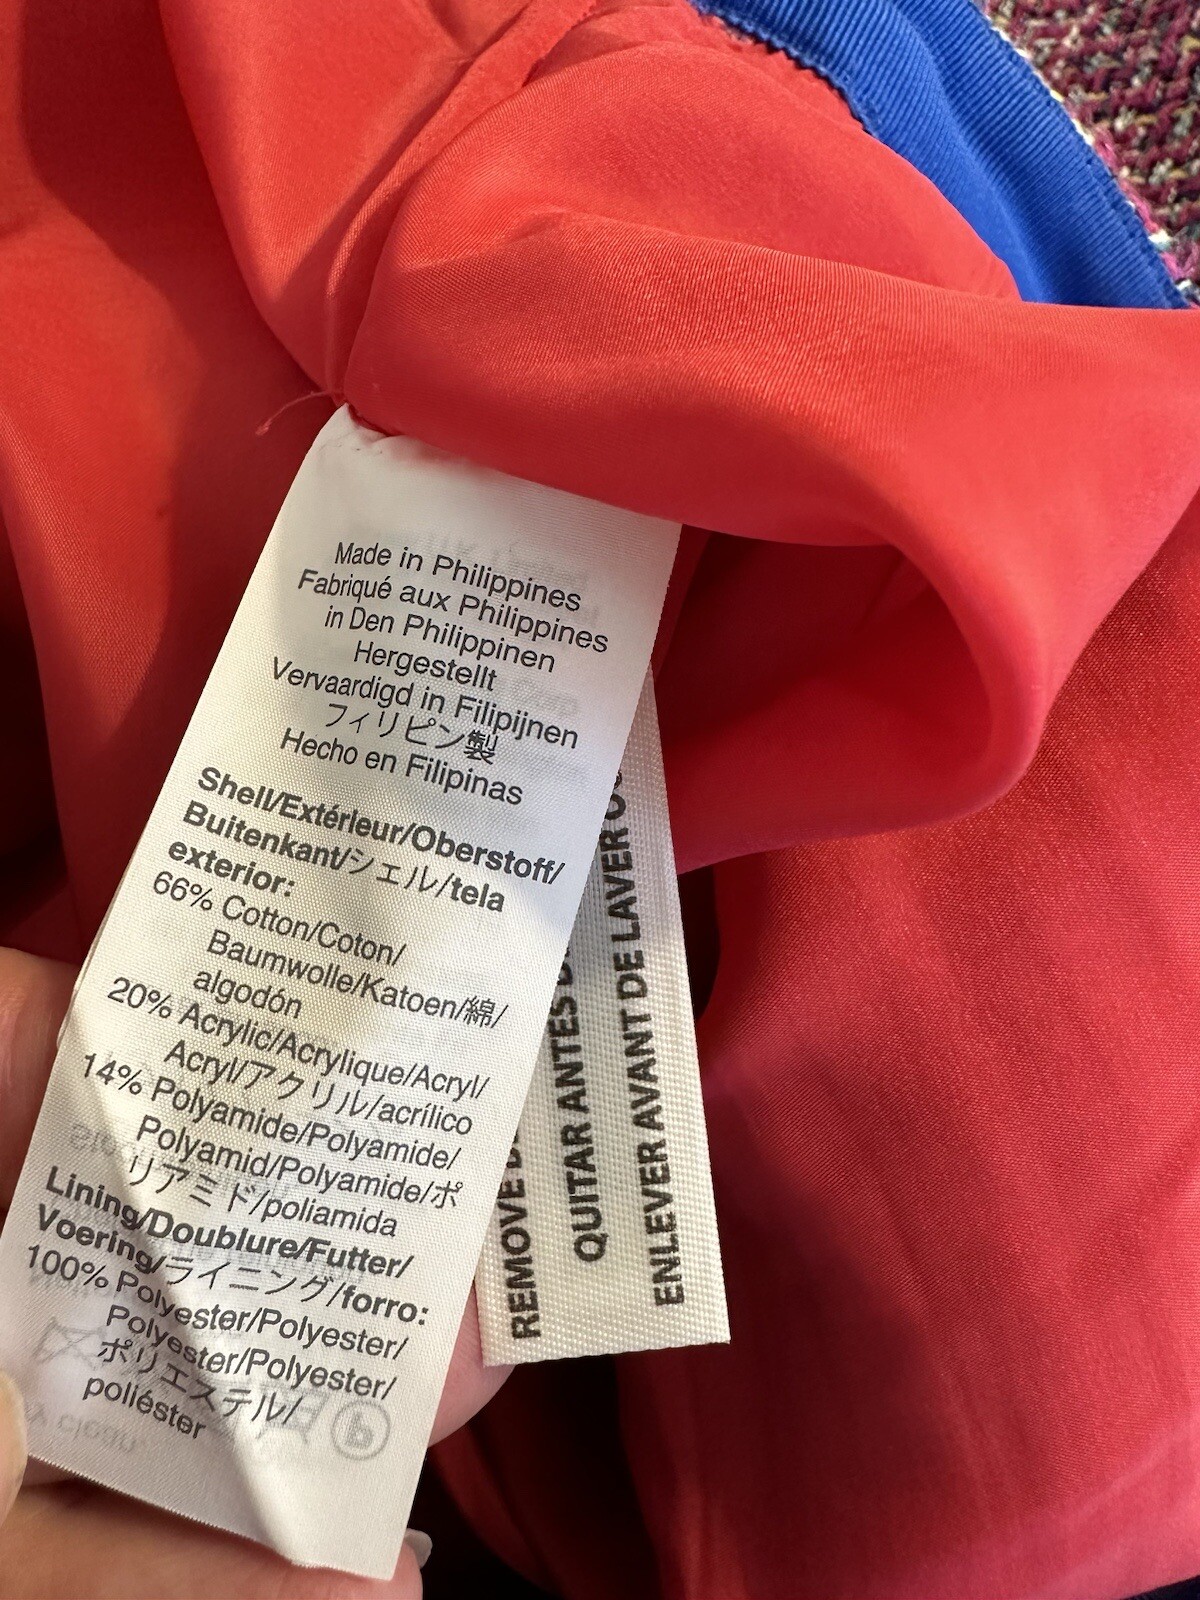 Made in Philippines
Fabriqué aux Philippines
in Den Philippinen
Hergestellt
Vervaardigd in Filipijnen
フィリピン製
Hecho en Filipinas
Shell/Extérieur/Oberstoff/
Buitenkant/シェル/tela
exterior:
66% Cotton/Coton/
Baumwolle/Katoen/綿/
algodón
20% Acrylic/Acrylique/Acryl/
Acryl/アクリル/acrílico
14% Polyamide/Polyamide/
Polyamid/Polyamide/ポ
リアミド/poliamida
Lining/Doublure/Futter/
Voering/ライニング/forro:
100% Polyester/Polyester/
Polyester/Polyester/
ポリエステル/
poliéster
REMOVE
QUITAR ANTES
ENLEVER AVANT DE LAVER